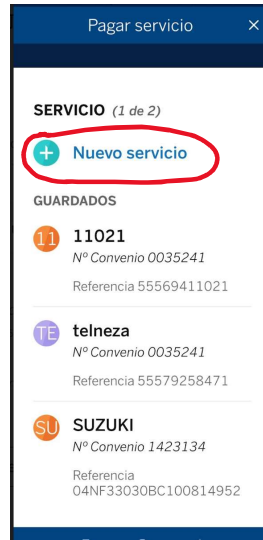 Pagar servicio ×
SERVICIO (1 de 2)
+ Nuevo servicio
GUARDADOS
11 11021
Nº Convenio 0035241
Referencia 55569411021
TE telneza
Nº Convenio 0035241
Referencia 55579258471
SU SUZUKI
Nº Convenio 1423134
Referencia
04NF33030BC100814952